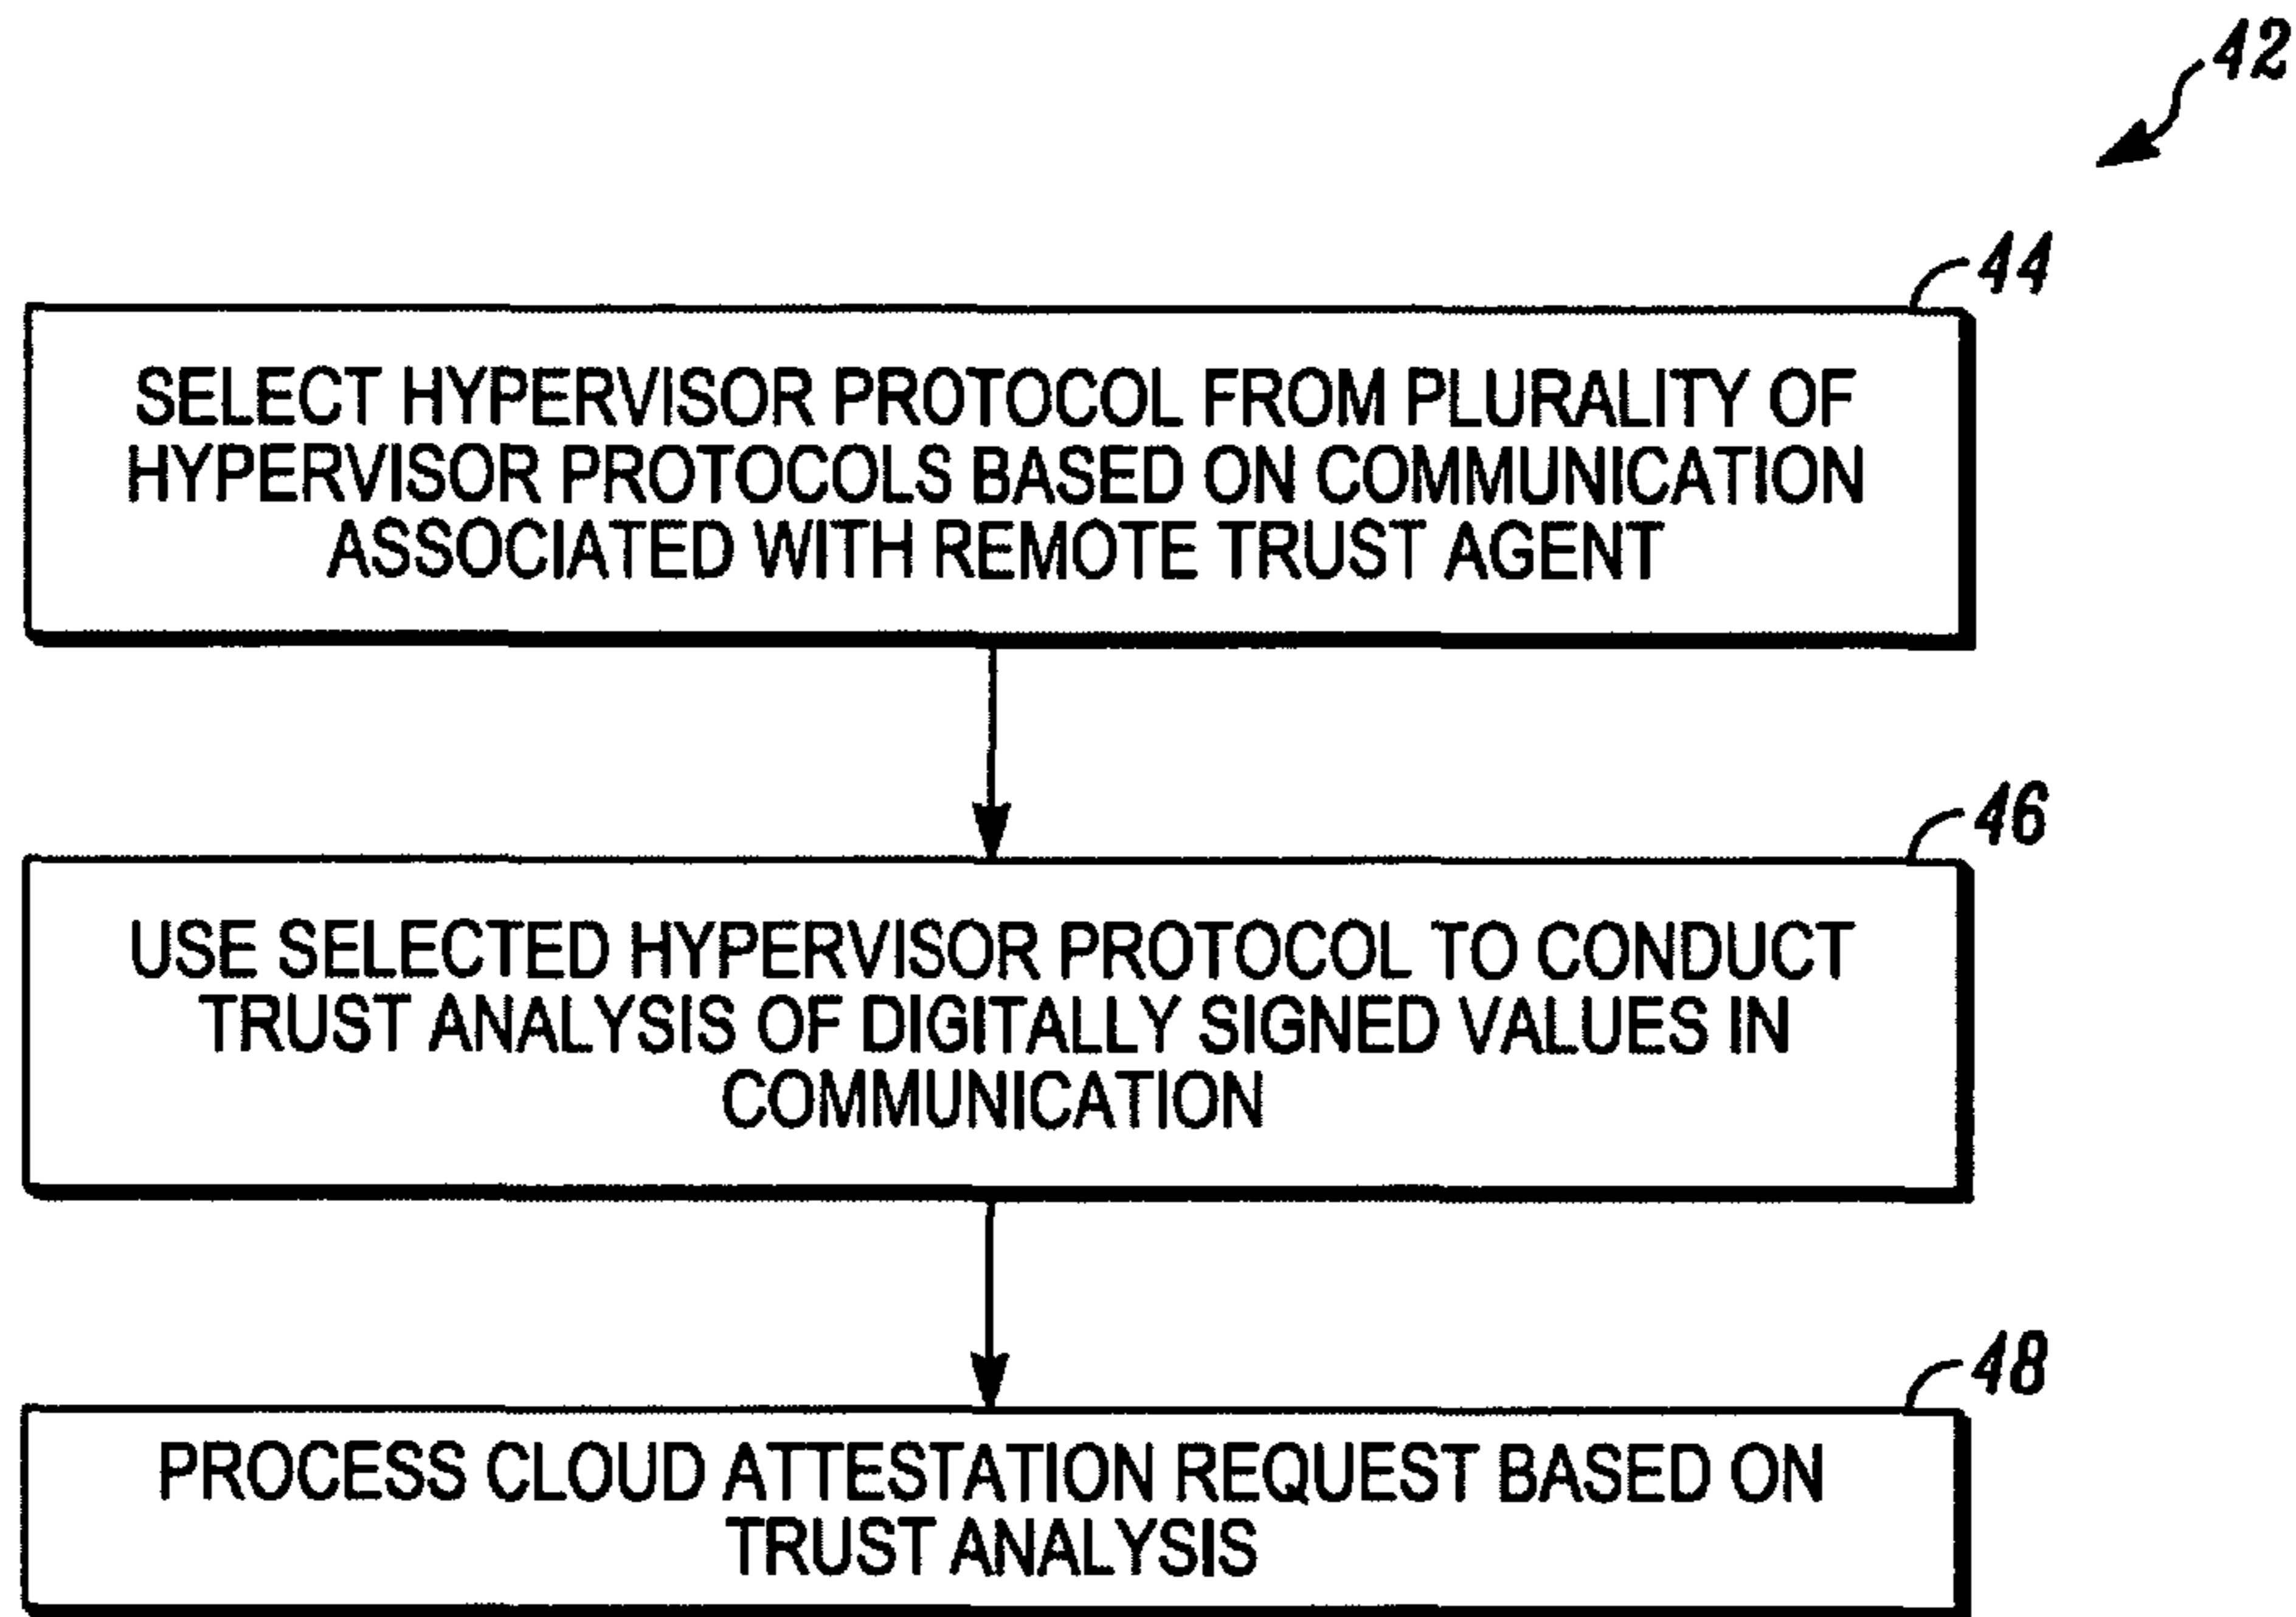 42
44
SELECT HYPERVISOR PROTOCOL FROM PLURALITY OF
HYPERVISOR PROTOCOLS BASED ON COMMUNICATION
ASSOCIATED WITH REMOTE TRUST AGENT
46
USE SELECTED HYPERVISOR PROTOCOL TO CONDUCT
TRUST ANALYSIS OF DIGITALLY SIGNED VALUES IN
COMMUNICATION
48
PROCESS CLOUD ATTESTATION REQUEST BASED ON
TRUST ANALYSIS